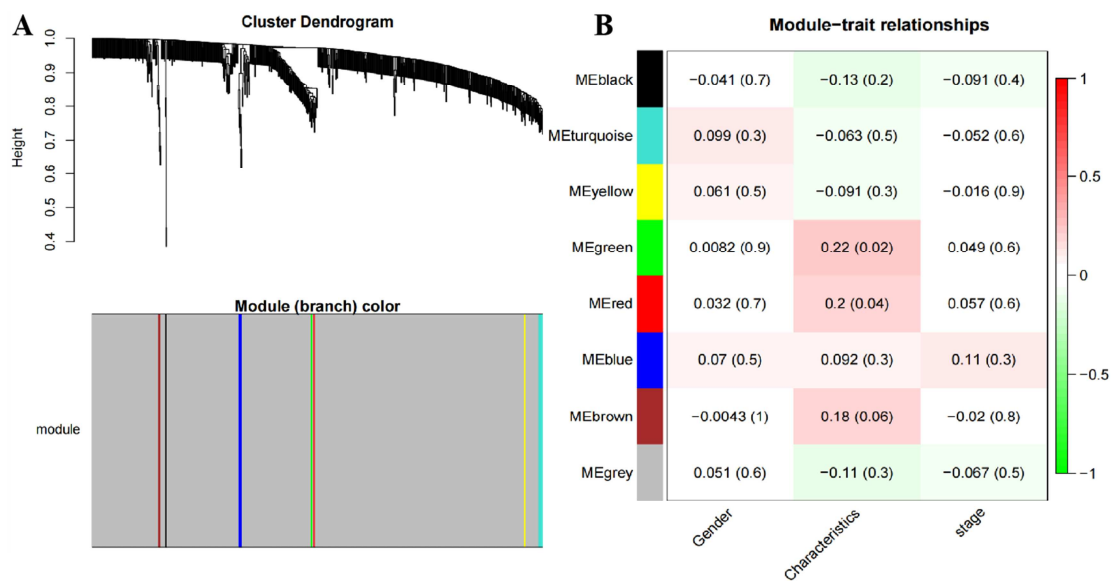 A
Cluster Dendrogram
Height
1.0
0.9
0.8
0.7
0.6
0.5
0.4
Module (branch) color
module
B
Module−trait relationships
MEblack −0.041 (0.7) −0.13 (0.2) −0.091 (0.4)
MEturquoise 0.099 (0.3) −0.063 (0.5) −0.052 (0.6)
MEyellow 0.061 (0.5) −0.091 (0.3) −0.016 (0.9)
MEgreen 0.0082 (0.9) 0.22 (0.02) 0.049 (0.6)
MEred 0.032 (0.7) 0.2 (0.04) 0.057 (0.6)
MEblue 0.07 (0.5) 0.092 (0.3) 0.11 (0.3)
MEbrown −0.0043 (1) 0.18 (0.06) −0.02 (0.8)
MEgrey 0.051 (0.6) −0.11 (0.3) −0.067 (0.5)
Gender Characteristics stage
1
0.5
0
−0.5
−1